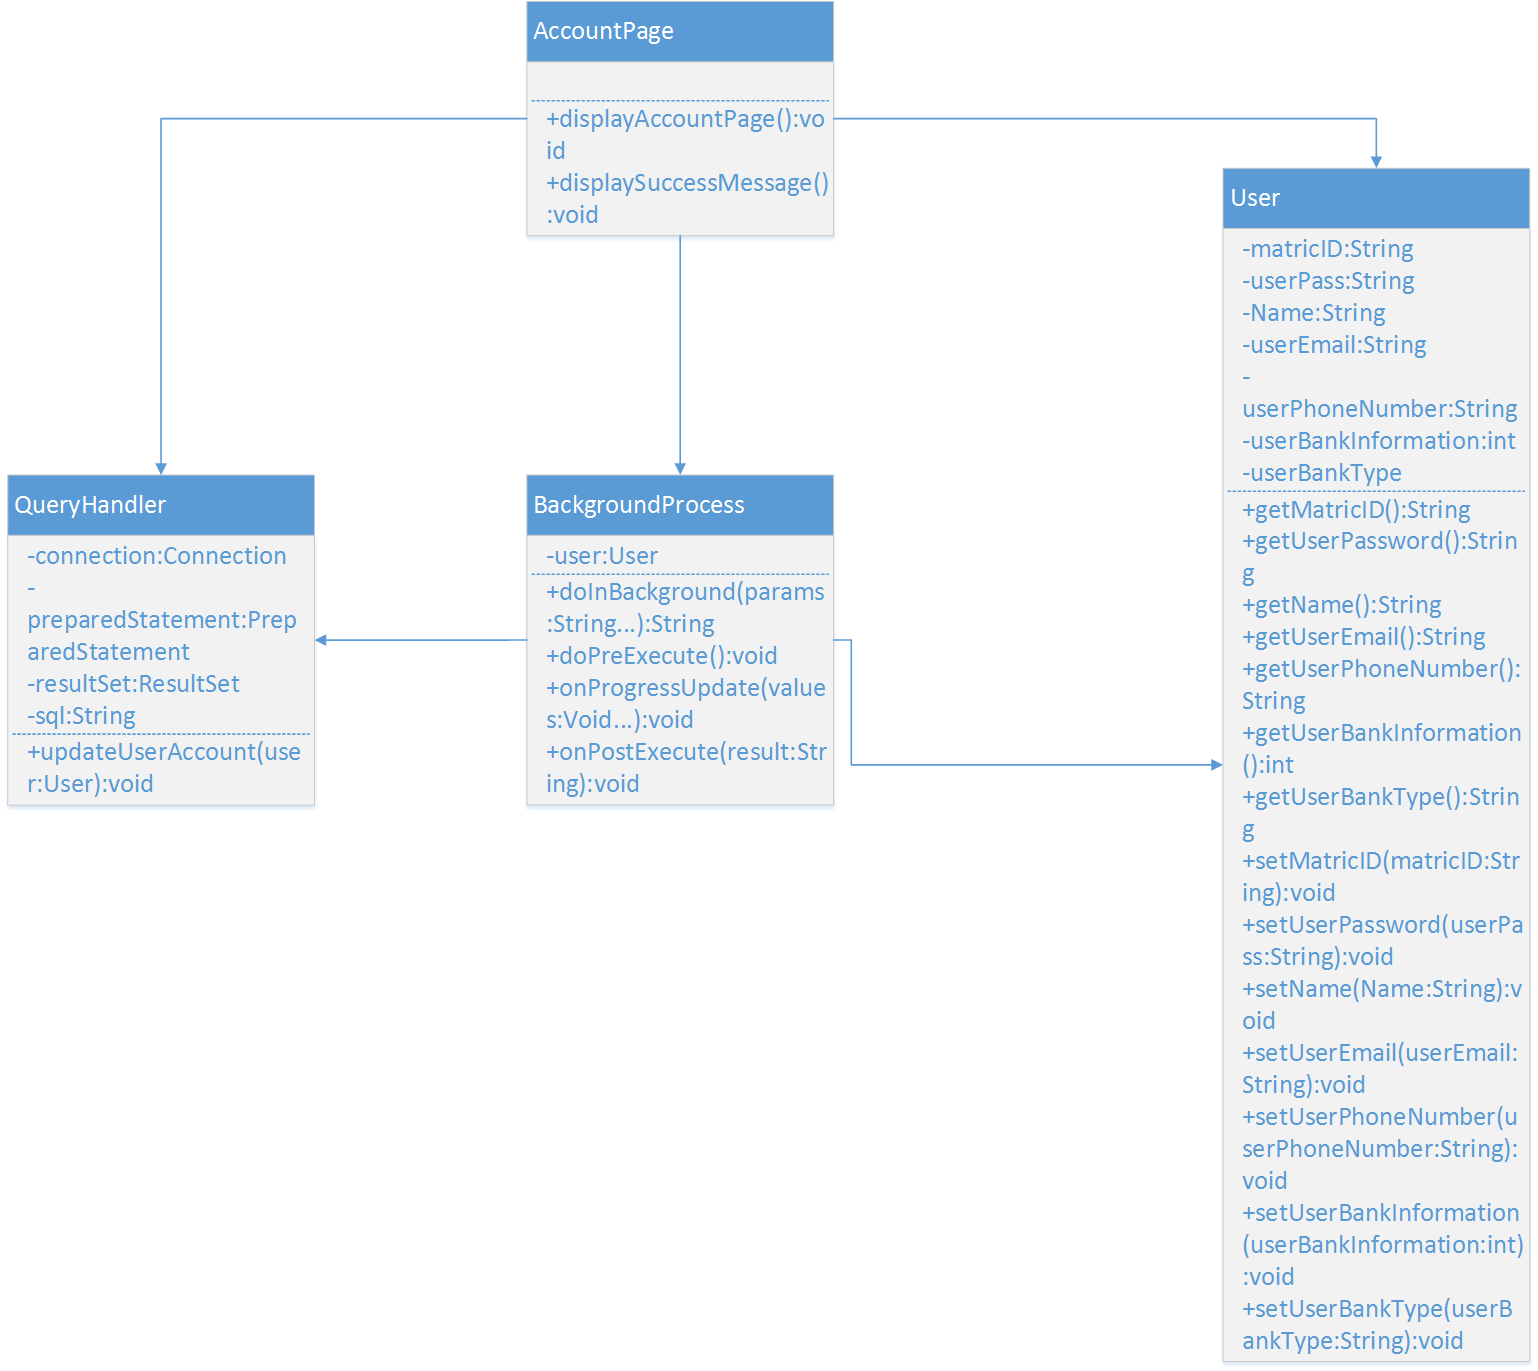 AccountPage
+displayAccountPage():vo
id
+displaySuccessMessage()
:void
User
-matricID:String
-userPass:String
-Name:String
-userEmail:String
-
userPhoneNumber:String
-userBankInformation:int
-userBankType
+getMatricID():String
+getUserPassword():Strin
g
+getName():String
+getUserEmail():String
+getUserPhoneNumber():
String
+getUserBankInformation
():int
+getUserBankType():Strin
g
+setMatricID(matricID:Str
ing):void
+setUserPassword(userPa
ss:String):void
+setName(Name:String):v
oid
+setUserEmail(userEmail:
String):void
+setUserPhoneNumber(u
serPhoneNumber:String):
void
+setUserBankInformation
(userBankInformation:int)
:void
+setUserBankType(userB
ankType:String):void
QueryHandler
-connection:Connection
-
preparedStatement:Prep
aredStatement
-resultSet:ResultSet
-sql:String
+updateUserAccount(use
r:User):void
BackgroundProcess
-user:User
+doInBackground(params
:String...):String
+doPreExecute():void
+onProgressUpdate(value
s:Void...):void
+onPostExecute(result:Str
ing):void